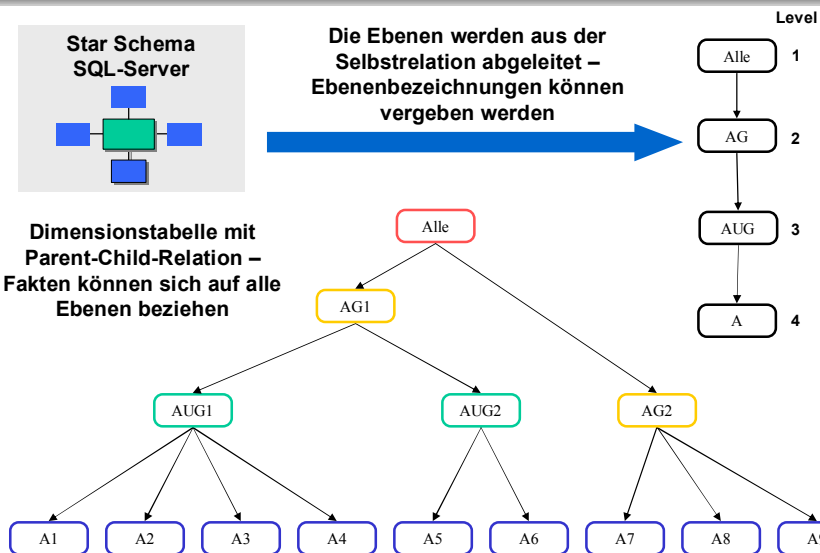 Star Schema
SQL-Server
Die Ebenen werden aus der
Selbstrelation abgeleitet –
Ebenenbezeichnungen können
vergeben werden
Level
Alle 1
AG 2
AUG 3
A 4
Dimensionstabelle mit
Parent-Child-Relation –
Fakten können sich auf alle
Ebenen beziehen
Alle
AG1
AUG1 AUG2 AG2
A1 A2 A3 A4 A5 A6 A7 A8 A9